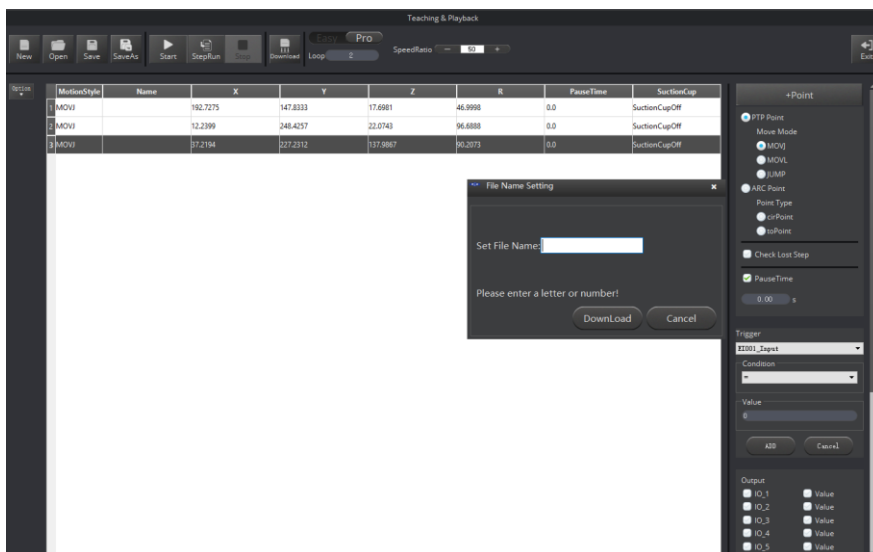 Teaching & Playback
Easy Pro
New Open Save SaveAs Start StepRun Stop Download Loop 2 SpeedRatio − 50 + Exit
Option
MotionStyle Name X Y Z R PauseTime SuctionCup
1 MOVJ 192.7275 147.8333 17.6981 46.9998 0.0 SuctionCupOff
2 MOVJ 12.2399 248.4257 22.0743 96.6888 0.0 SuctionCupOff
3 MOVJ 37.2194 227.2312 137.9867 90.2073 0.0 SuctionCupOff
File Name Setting ×
Set File Name:
Please enter a letter or number!
DownLoad Cancel
+Point
PTP Point
Move Mode
MOVJ
MOVL
JUMP
ARC Point
Point Type
cirPoint
toPoint
Check Lost Step
PauseTime
0.00 s
Trigger
EIO01_Input
Condition
=
Value
0
ADD Cancel
Output
IO_1 Value
IO_2 Value
IO_3 Value
IO_4 Value
IO_5 Value